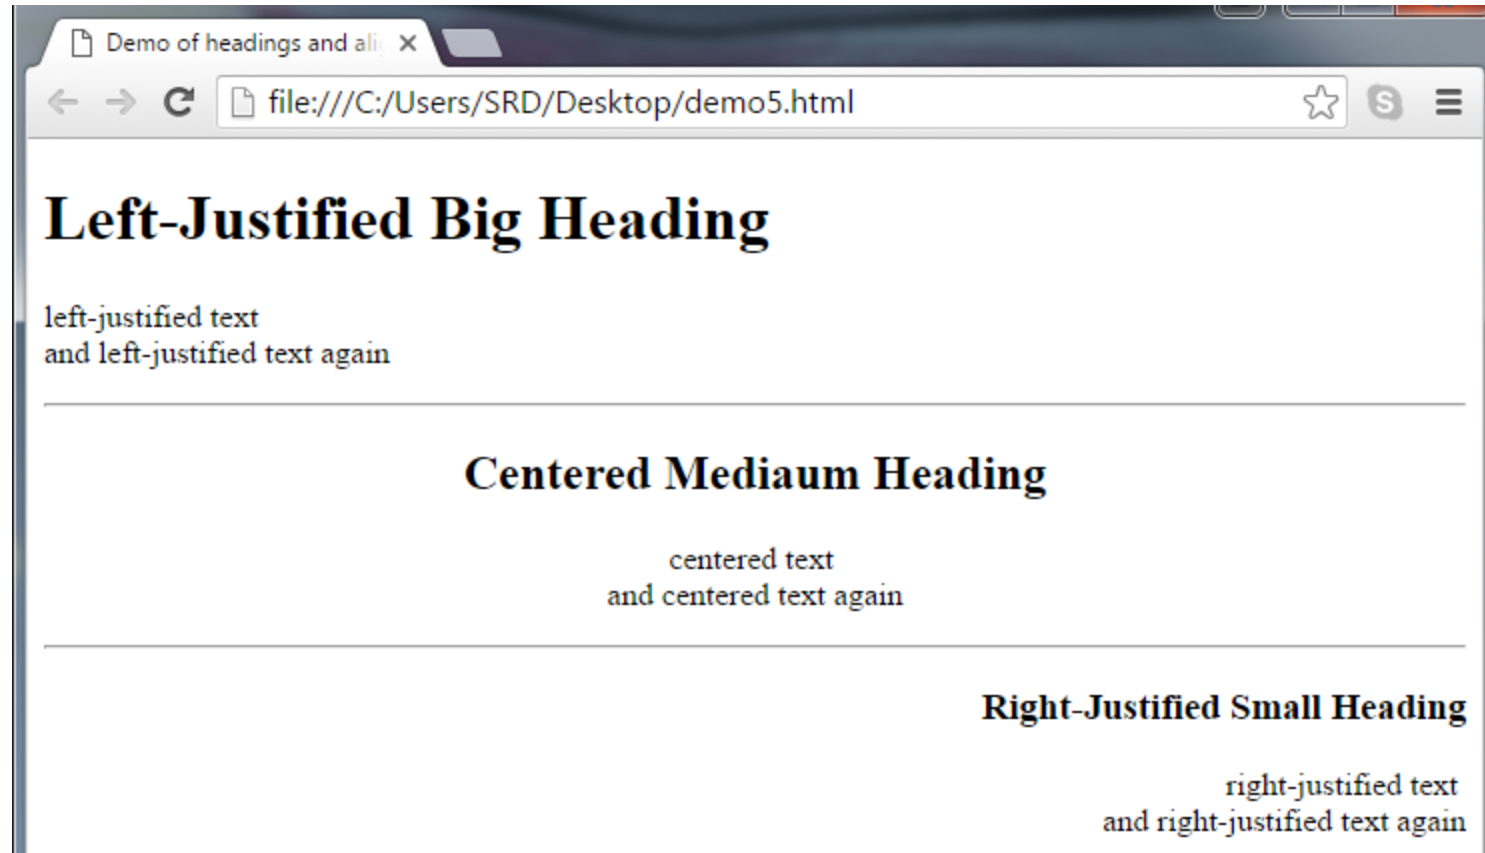 Demo of headings and ali
file:///C:/Users/SRD/Desktop/demo5.html
Left-Justified Big Heading
left-justified text
and left-justified text again
Centered Mediaum Heading
centered text
and centered text again
Right-Justified Small Heading
right-justified text
and right-justified text again